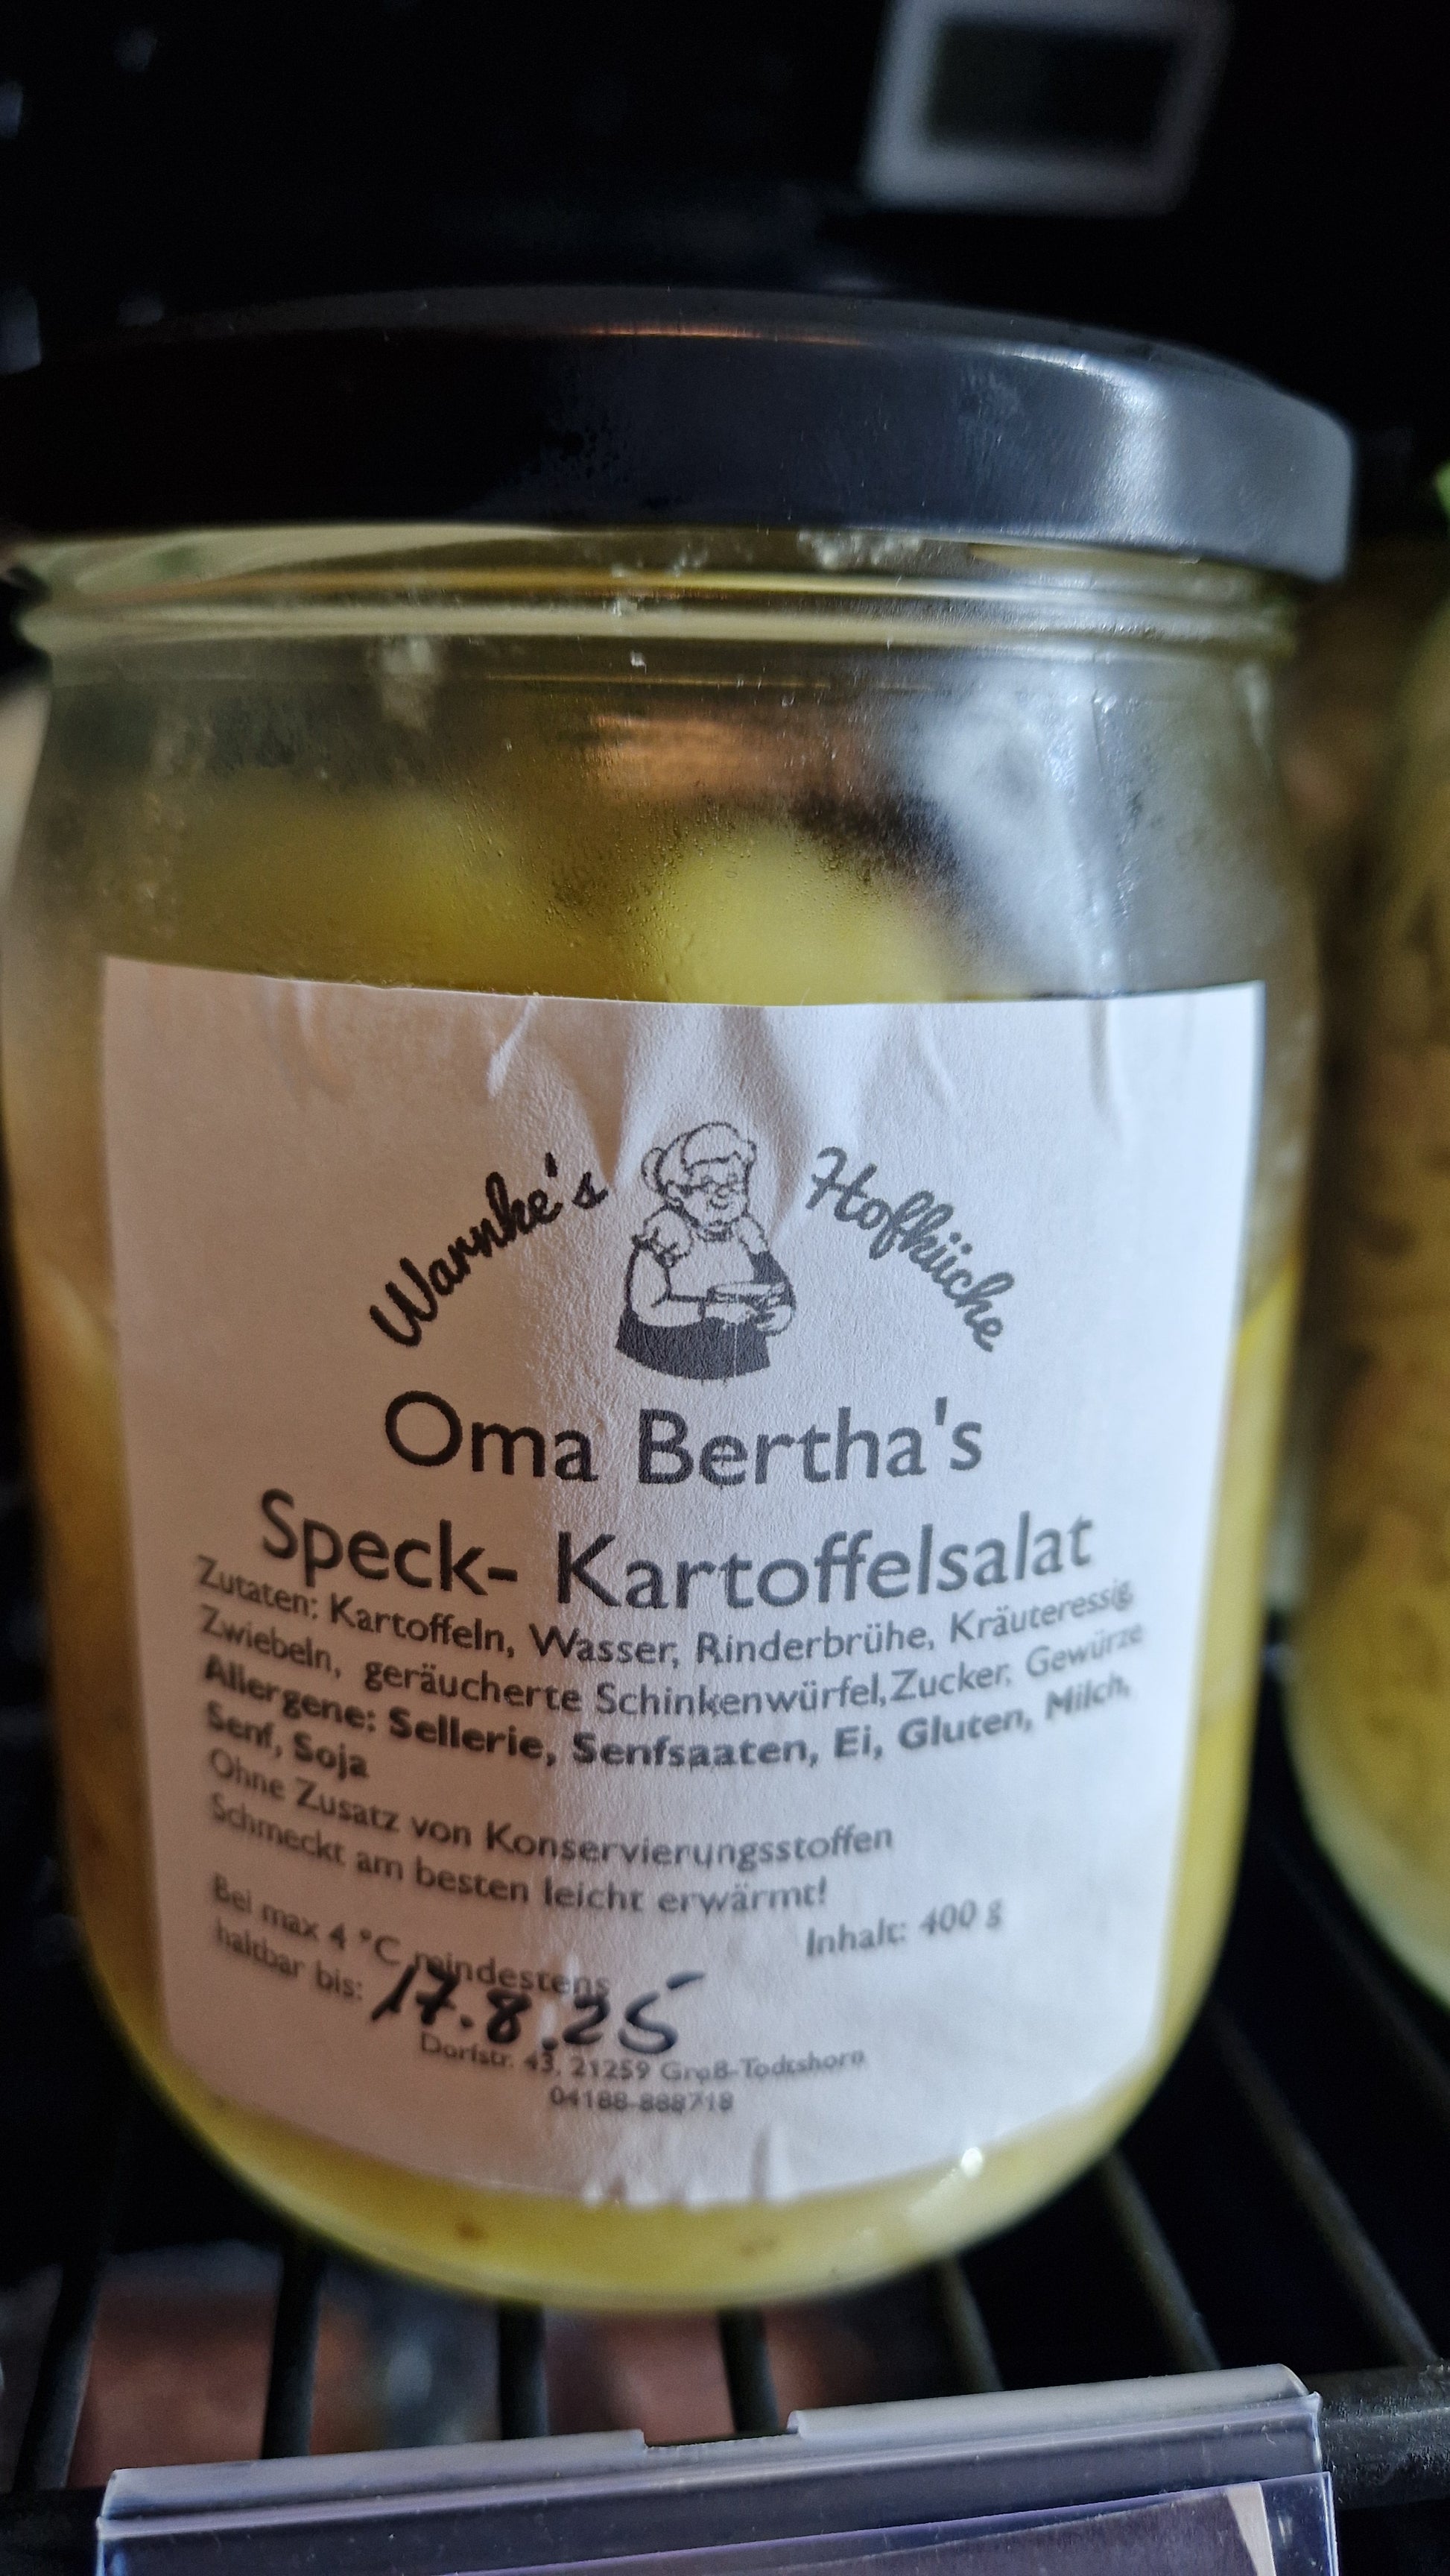 Warnke's Hofküche
Oma Bertha's
Speck- Kartoffelsalat
Zutaten: Kartoffeln, Wasser, Rinderbrühe, Kräuteressig,
Zwiebeln, geräucherte Schinkenwürfel,Zucker, Gewürze
Allergene: Sellerie, Senfsaaten, Ei, Gluten, Milch,
Senf, Soja
Ohne Zusatz von Konservierungsstoffen
Schmeckt am besten leicht erwärmt!
Inhalt: 400 g
Bei max 4 °C mindestens
haltbar bis: 17.8.25
Dorfstr. 43, 21259 Groß-Todtshorn
04188-888718